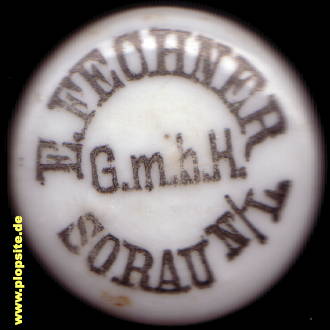 E. FECHNER
G.m.b.H.
SORAU N/L.
www.plopsite.de